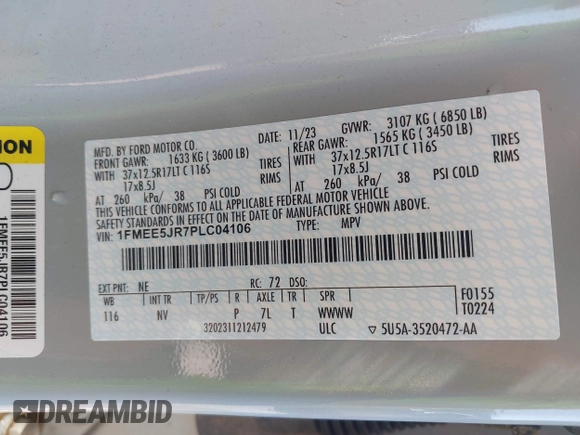 MFD. BY FORD MOTOR CO. DATE: 11/23 GVWR: 3107 KG ( 6850 LB)
FRONT GAWR: 1633 KG ( 3600 LB) REAR GAWR: 1565 KG ( 3450 LB)
WITH 37x12.5R17LT C 116S TIRES WITH 37x12.5R17LT C 116S TIRES
17x8.5J 17x8.5J
AT 260 kPa/ 38 PSI COLD AT 260 kPa/ 38 PSI COLD
THIS VEHICLE CONFORMS TO ALL APPLICABLE FEDERAL MOTOR VEHICLE
SAFETY STANDARDS IN EFFECT ON THE DATE OF MANUFACTURE SHOWN ABOVE.
VIN: 1FMEE5JR7PLC04106 TYPE: MPV
EXT PNT: NE RC: 72 DSO:
WB INT TR TP/PS R AXLE TR SPR
116 NV P 7L T WWWW
F0155
T0224
3202311212479 ULC 5U5A-3520472-AA
1FMEE5JR7PLC04106
DREAMBID